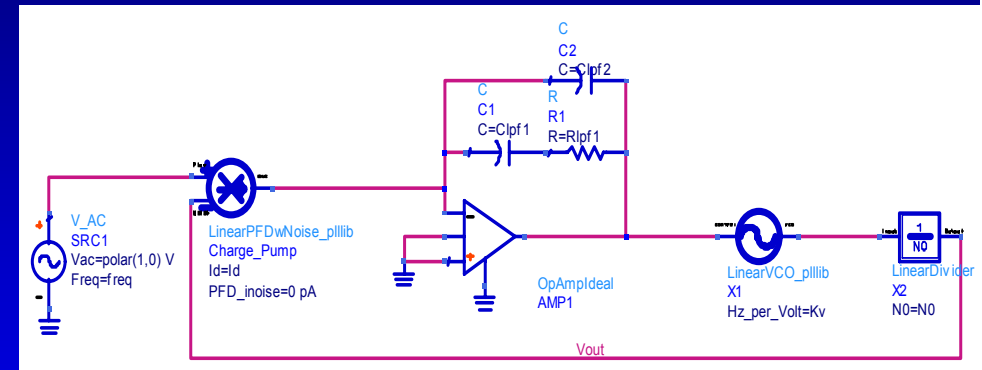 C
C2
C=Clpf2
C
C1
C=Clpf1
R
R1
R=Rlpf1
V_AC
SRC1
Vac=polar(1,0) V
Freq=freq
LinearPFDwNoise_plllib
Charge_Pump
Id=Id
PFD_inoise=0 pA
OpAmpIdeal
AMP1
LinearVCO_plllib
X1
Hz_per_Volt=Kv
1
N0
LinearDivider
X2
N0=N0
Vout